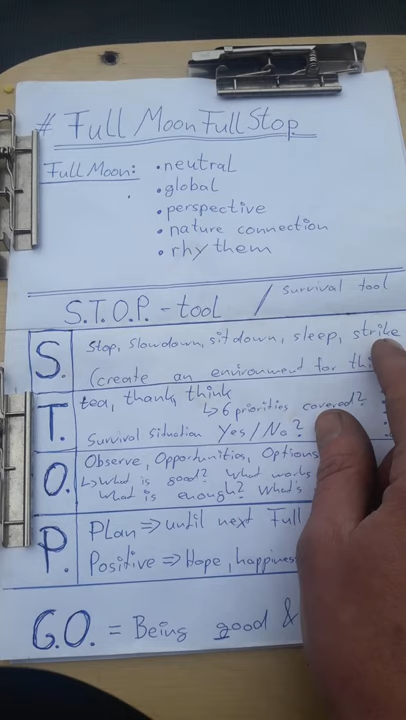 # Full Moon Full Stop
Full Moon: • neutral
• global
• perspective
• nature connection
• rhythem
S.T.O.P. - tool / survival tool
S. Stop, slowdown, sit down, sleep, strike
(create an environment for
T. tea, thank, think
↳ 6 priorities covered?
Survival Situation Yes/No?
O. Observe, Opportunities, Options
↳ What is good? What works
What is enough? What's
P. Plan => until next Full
Positive => Hope, happiness
G.O. = Being good &